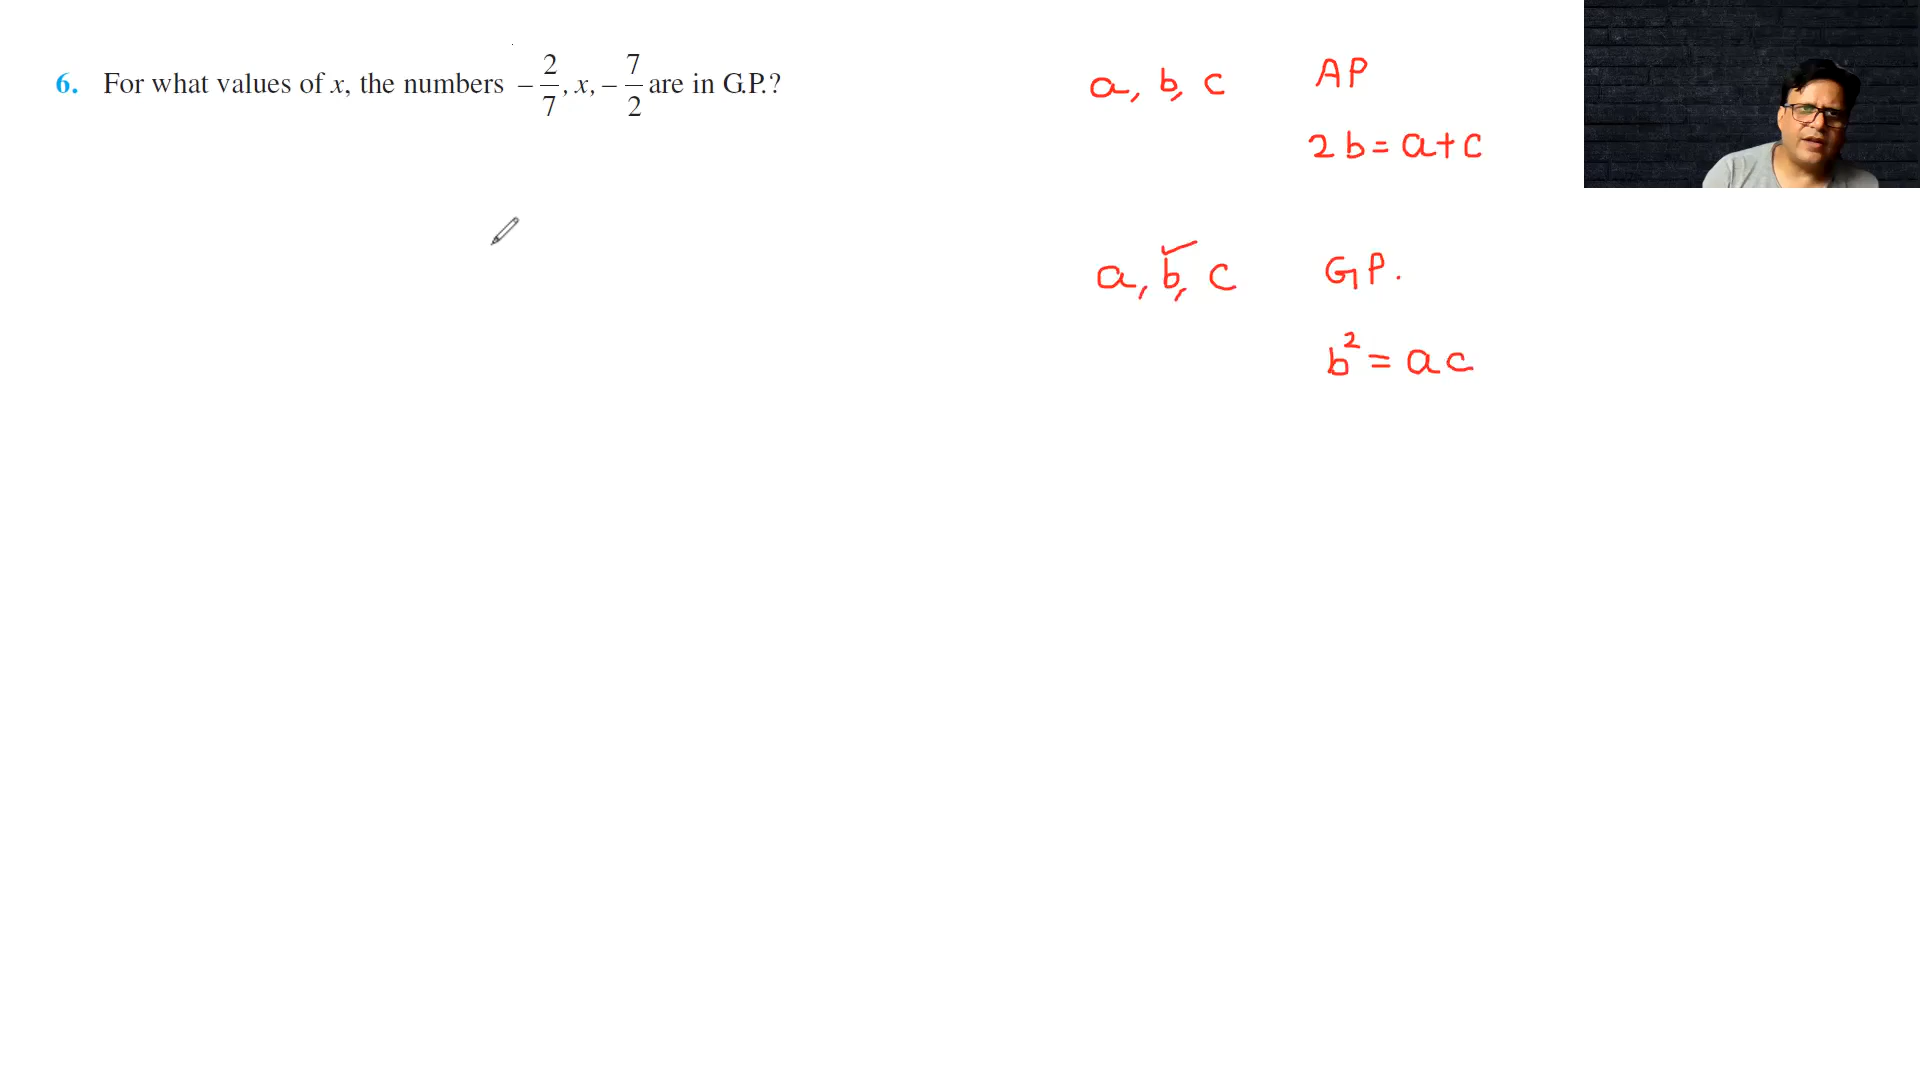 6. For what values of x, the numbers −2/7, x, −7/2 are in G.P.?
a, b, c AP
2b = a+c
a, b, c GP.
b² = ac